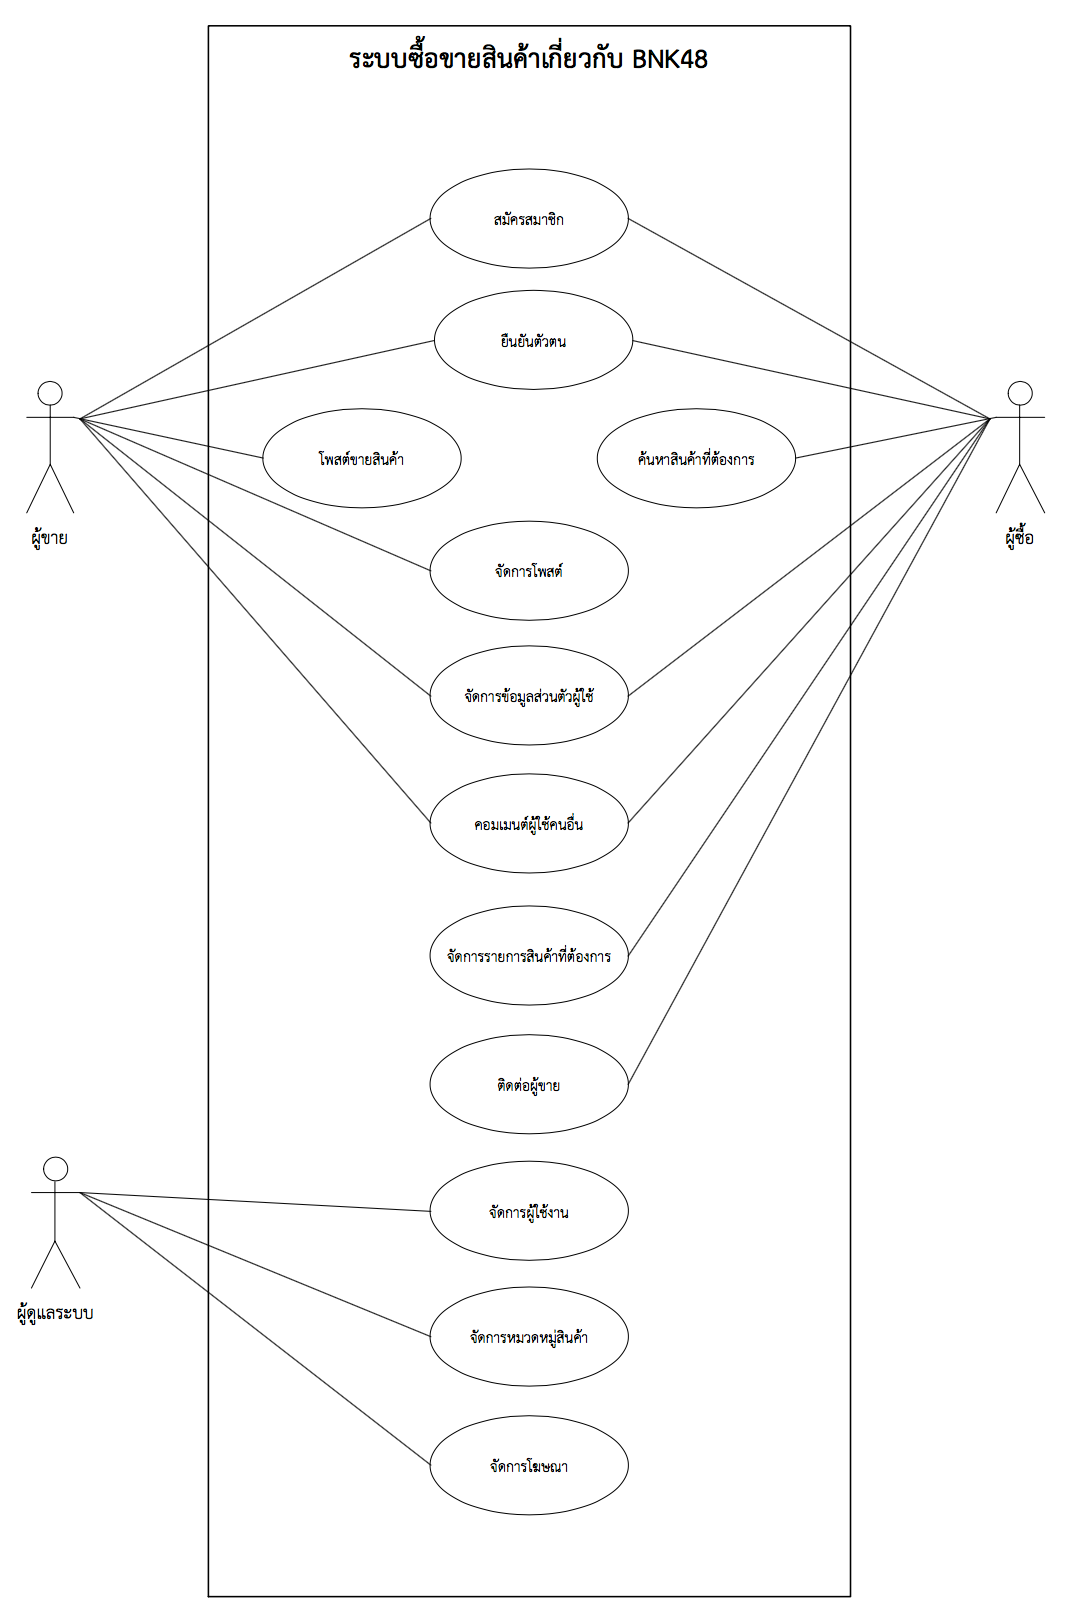 ระบบซื้อขายสินค้าเกี่ยวกับ BNK48
สมัครสมาชิก
ยืนยันตัวตน
โพสต์ขายสินค้า
ค้นหาสินค้าที่ต้องการ
ผู้ขาย
ผู้ซื้อ
จัดการโพสต์
จัดการข้อมูลส่วนตัวผู้ใช้
คอมเมนต์ผู้ใช้คนอื่น
จัดการรายการสินค้าที่ต้องการ
ติดต่อผู้ขาย
จัดการผู้ใช้งาน
ผู้ดูแลระบบ
จัดการหมวดหมู่สินค้า
จัดการโฆษณา